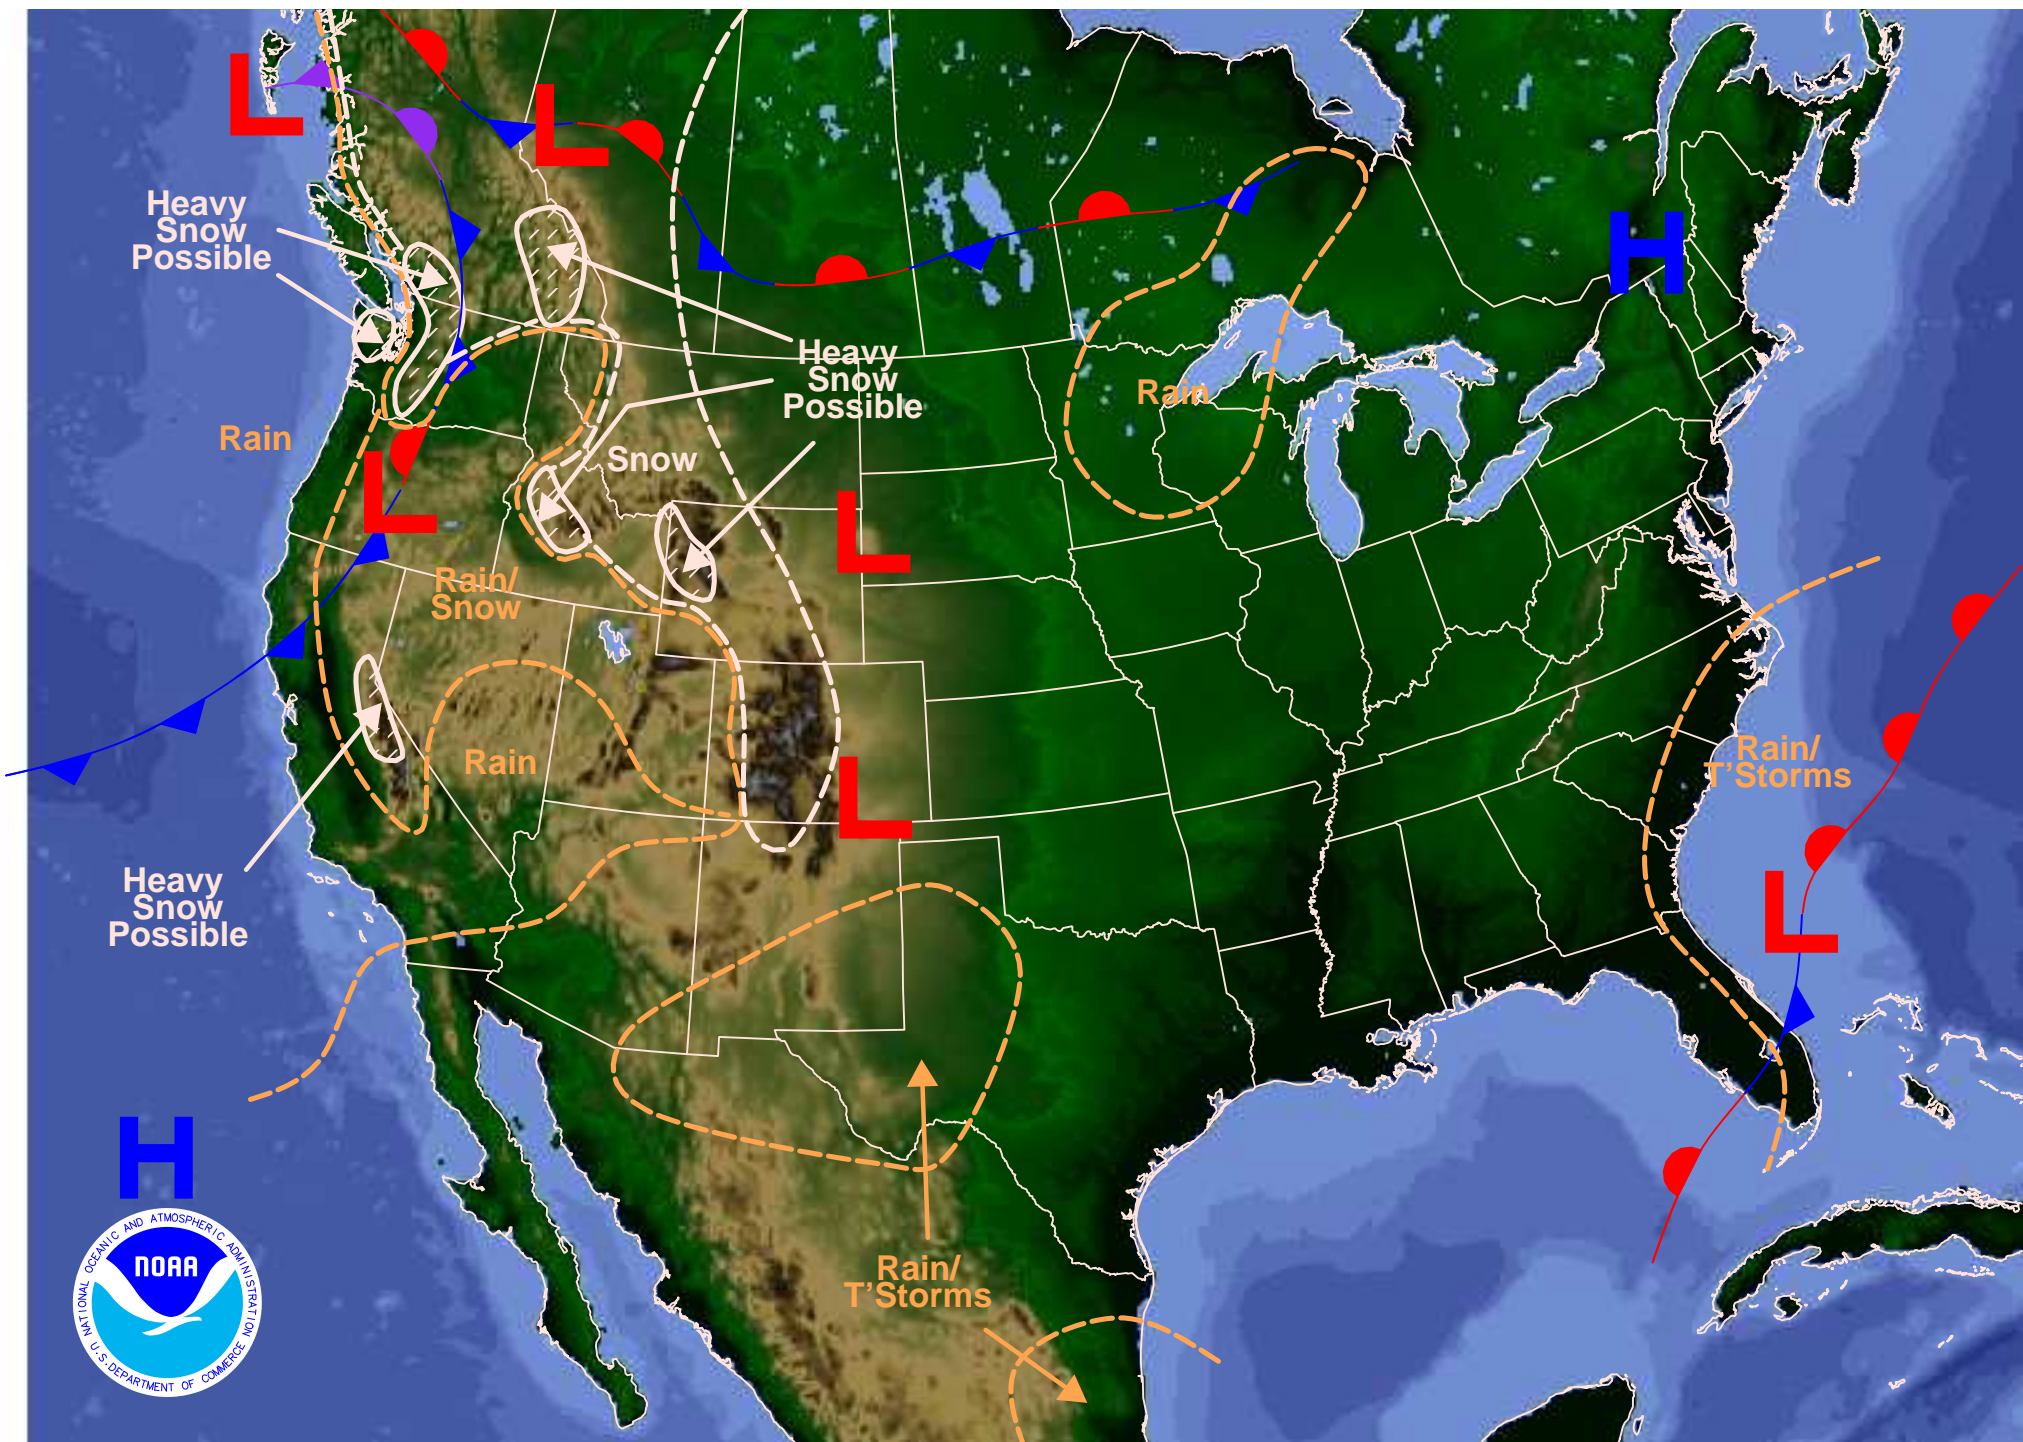 L
L
Heavy
Snow
Possible
H
Heavy
Snow
Possible
Rain
Rain
Snow
L
L
Rain/
Snow
Rain
Rain/
T'Storms
L
Heavy
Snow
Possible
L
H
Rain/
T'Storms
NATIONAL OCEANIC AND ATMOSPHERIC ADMINISTRATION
NOAA
U.S. DEPARTMENT OF COMMERCE